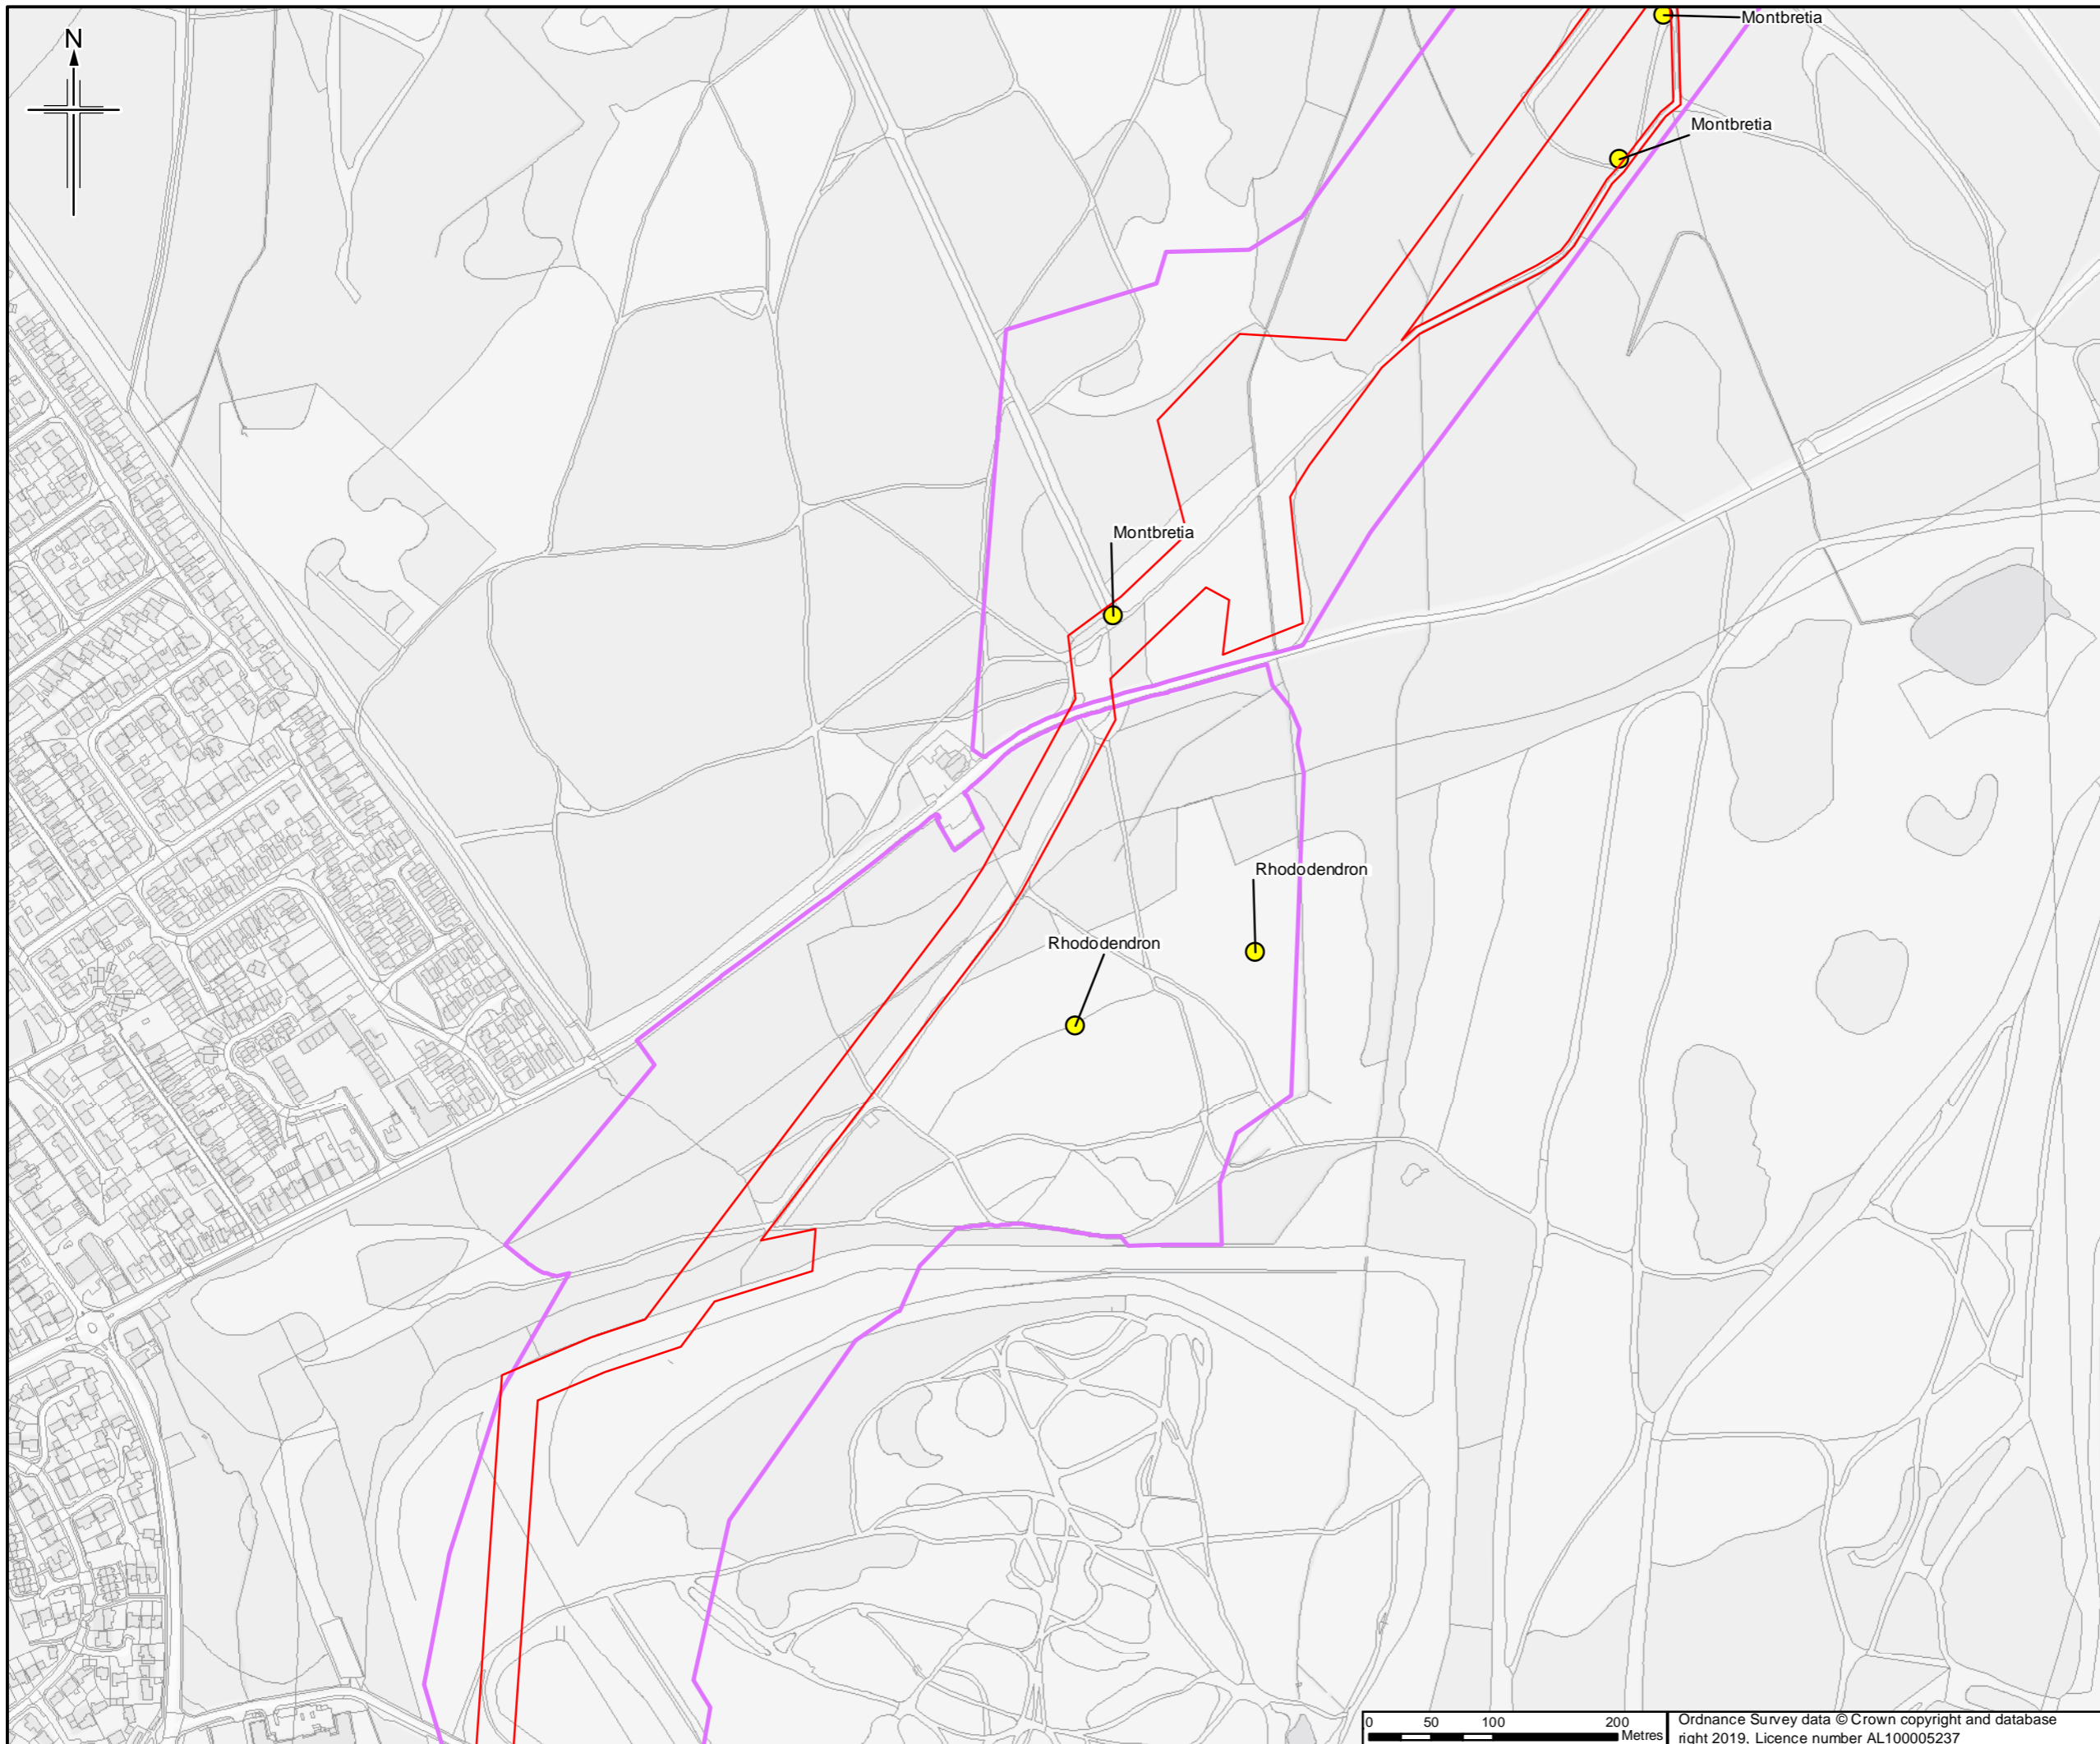 Montbretia
N
Montbretia
Montbretia
Rhododendron
Rhododendron
0 50 100 200
Metres
Ordnance Survey data © Crown copyright and database
right 2019, Licence number AL100005237